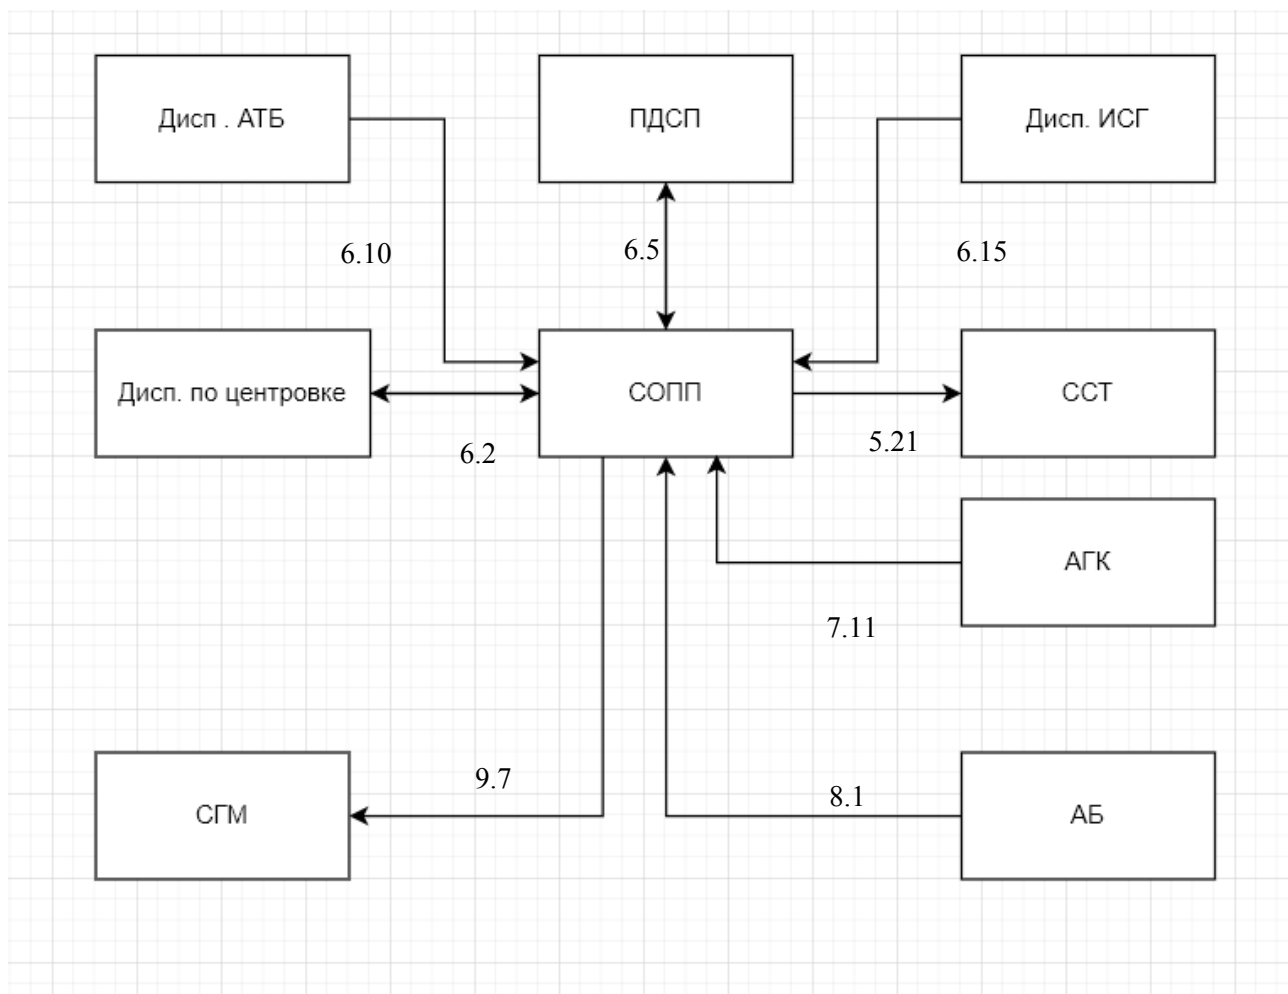 Дисп . АТБ
ПДСП
Дисп. ИСГ
6.10
6.5
6.15
Дисп. по центровке
СОПП
ССТ
6.2
5.21
АГК
7.11
9.7
8.1
СГМ
АБ